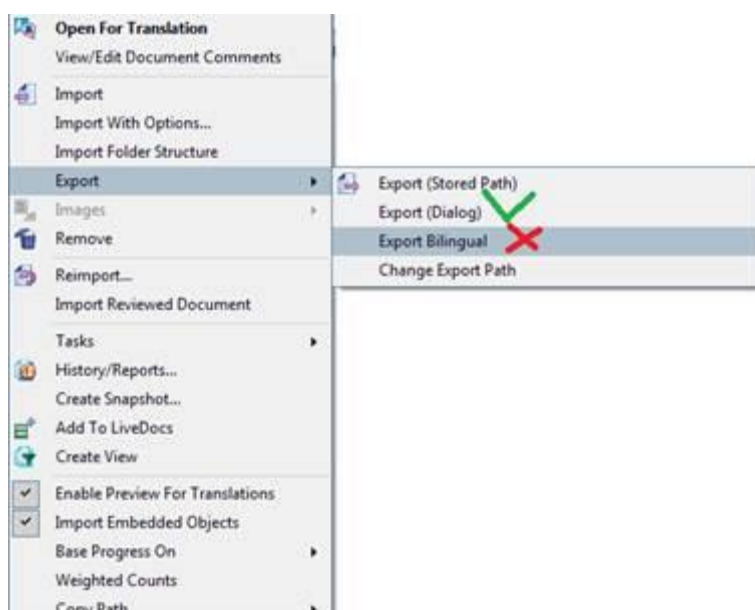 Open For Translation
View/Edit Document Comments
Import
Import With Options...
Import Folder Structure
Export
Images
Remove
Reimport...
Import Reviewed Document
Tasks
History/Reports...
Create Snapshot...
Add To LiveDocs
Create View
Enable Preview For Translations
Import Embedded Objects
Base Progress On
Weighted Counts
Copy Path
Export (Stored Path)
Export (Dialog)
Export Bilingual
Change Export Path